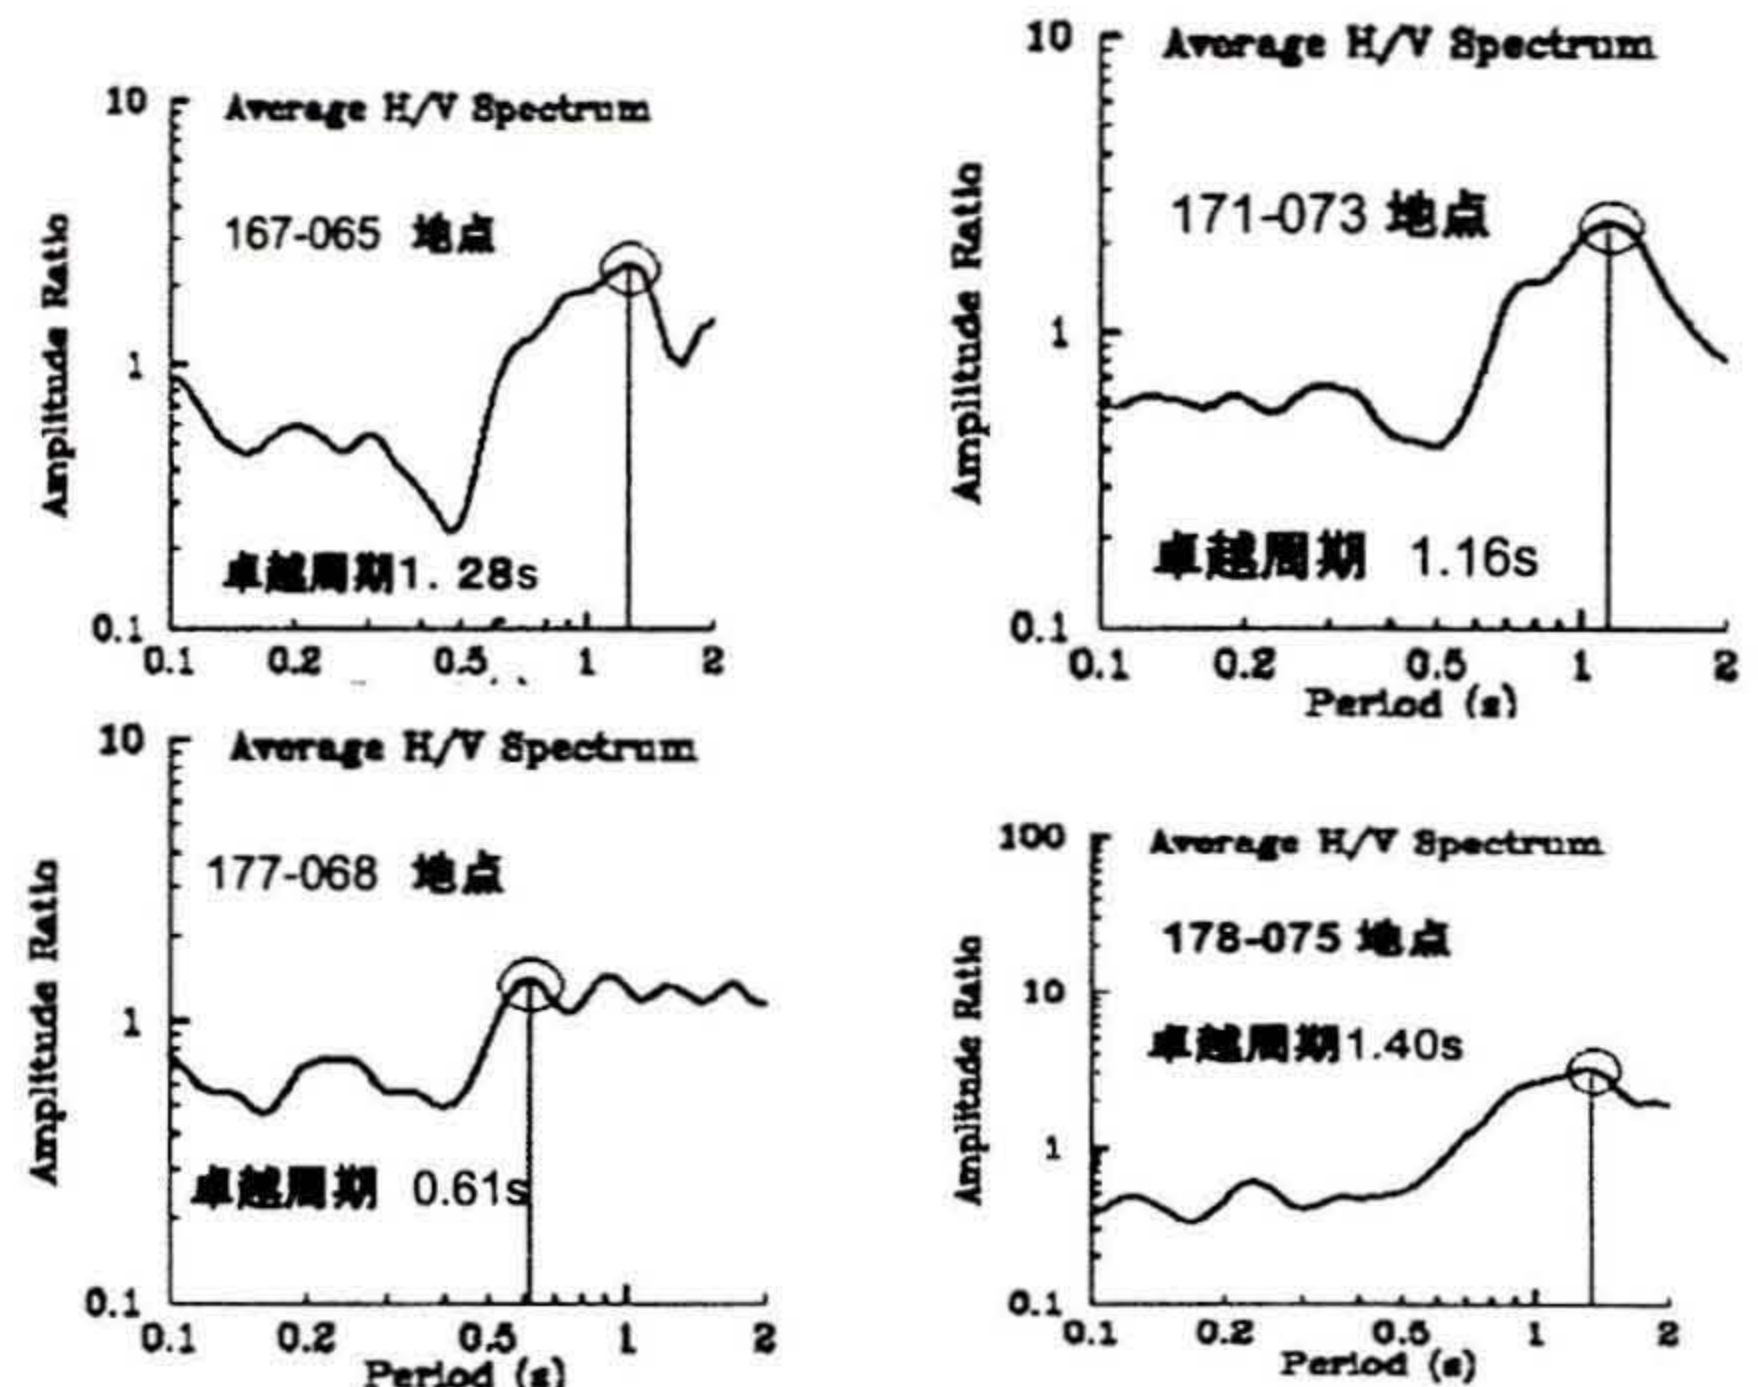 10
Average H/V Spectrum
167-065 地点
Amplitude Ratio
1
卓越周期1.28s
0.1
0.1 0.2 0.5 1 2
10
Average H/V Spectrum
171-073 地点
Amplitude Ratio
1
卓越周期 1.16s
0.1
0.1 0.2 0.5 1 2
Period (s)
10
Average H/V Spectrum
177-068 地点
Amplitude Ratio
1
卓越周期 0.61s
0.1
0.1 0.2 0.5 1 2
Period (s)
100
Average H/V Spectrum
178-075 地点
Amplitude Ratio
10
卓越周期1.40s
1
0.1
0.1 0.2 0.5 1 2
Period (s)